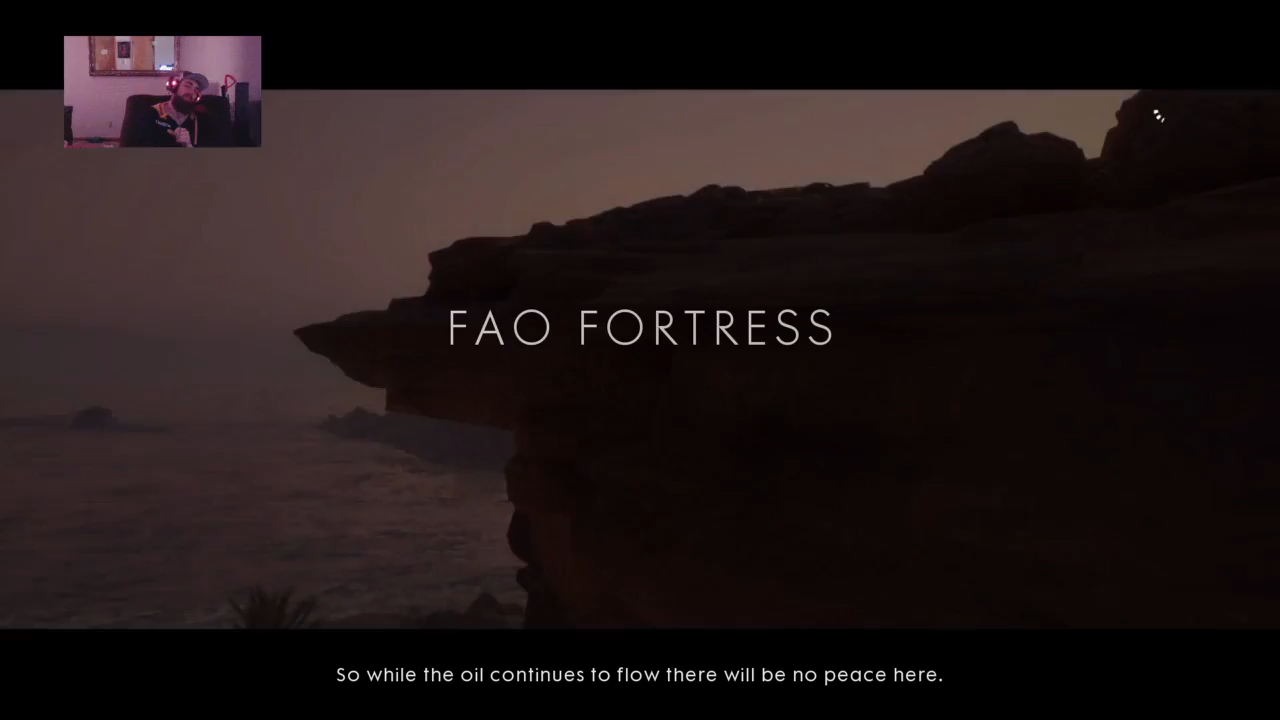 FAO FORTRESS
So while the oil continues to flow there will be no peace here.